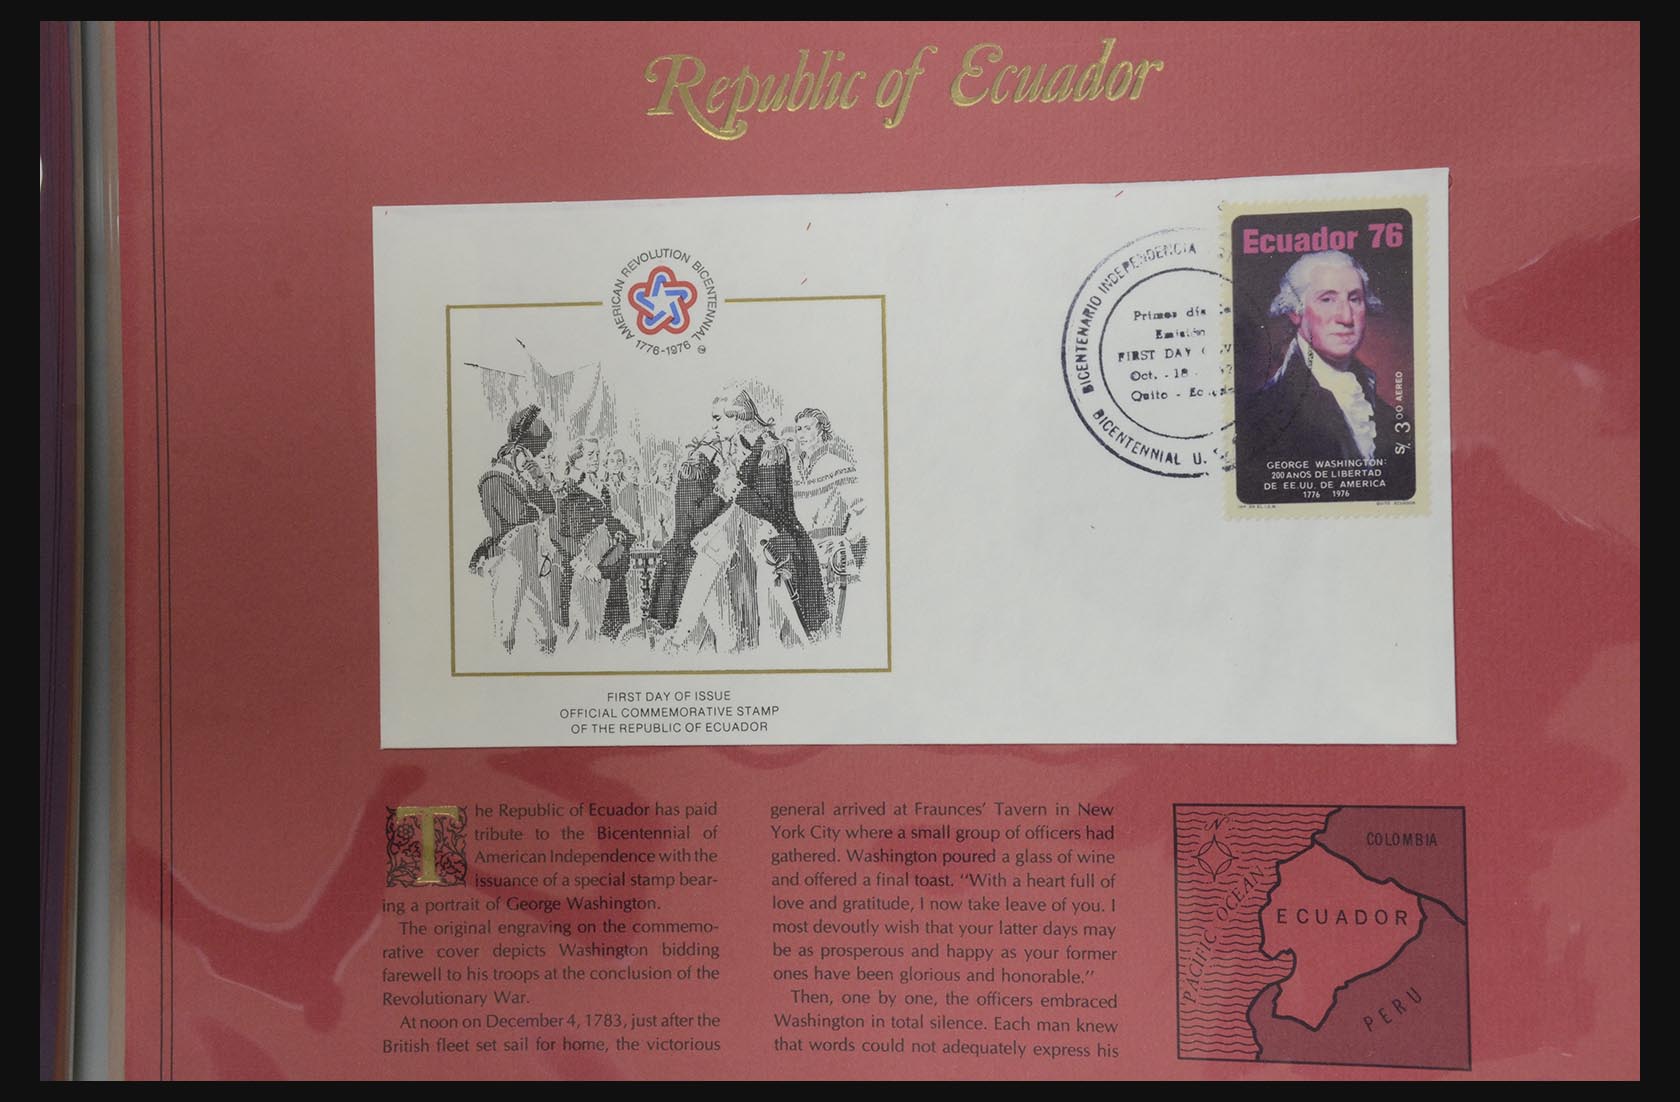 Republic of Ecuador
AMERICAN REVOLUTION BICENTENNIAL
1776-1976
FIRST DAY OF ISSUE
OFFICIAL COMMEMORATIVE STAMP
OF THE REPUBLIC OF ECUADOR
BICENTENARIO INDEPENDENCIA
Primer día
Emisión
FIRST DAY
Oct. - 18
Quito -
BICENTENNIAL U. S.
Ecuador 76
S/. 3.00 AEREO
GEORGE WASHINGTON:
200 ANOS DE LIBERTAD
DE EE.UU. DE AMERICA
1776 1976
The Republic of Ecuador has paid
tribute to the Bicentennial of
American Independence with the
issuance of a special stamp bear-
ing a portrait of George Washington.
The original engraving on the commemo-
rative cover depicts Washington bidding
farewell to his troops at the conclusion of the
Revolutionary War.
At noon on December 4, 1783, just after the
British fleet set sail for home, the victorious
general arrived at Fraunces' Tavern in New
York City where a small group of officers had
gathered. Washington poured a glass of wine
and offered a final toast. "With a heart full of
love and gratitude, I now take leave of you. I
most devoutly wish that your latter days may
be as prosperous and happy as your former
ones have been glorious and honorable."
Then, one by one, the officers embraced
Washington in total silence. Each man knew
that words could not adequately express his
N
COLOMBIA
PACIFIC OCEAN
ECUADOR
PERU